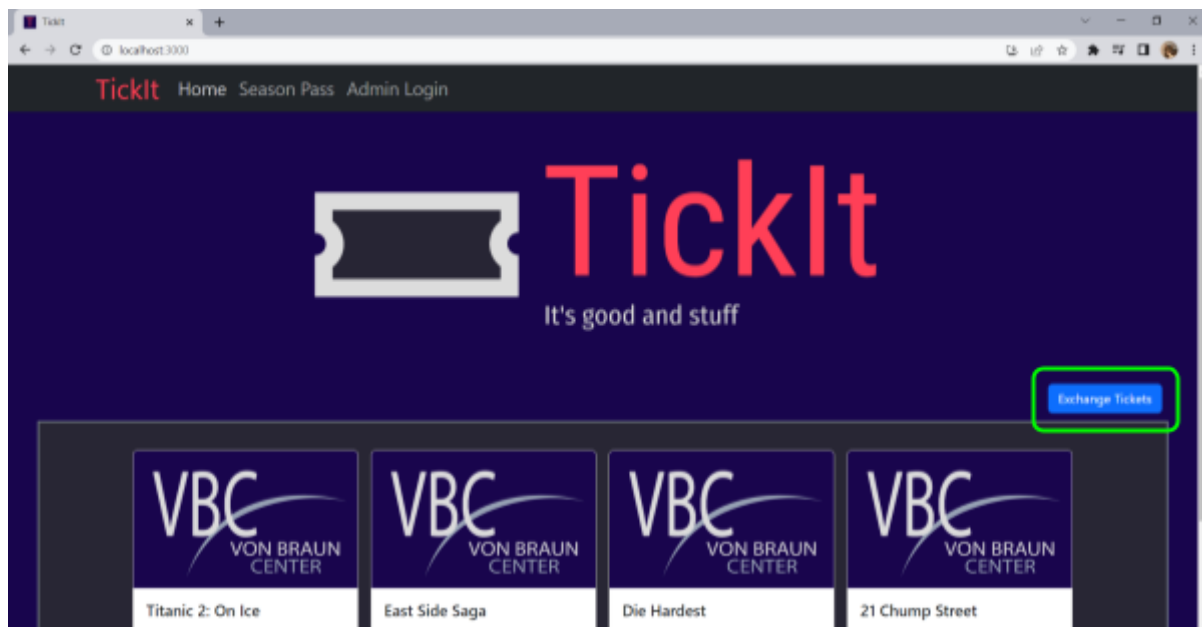 TickIt
localhost:3000
TickIt Home Season Pass Admin Login
TickIt
It's good and stuff
Exchange Tickets
VBC VON BRAUN CENTER
VBC VON BRAUN CENTER
VBC VON BRAUN CENTER
VBC VON BRAUN CENTER
Titanic 2: On Ice
East Side Saga
Die Hardest
21 Chump Street